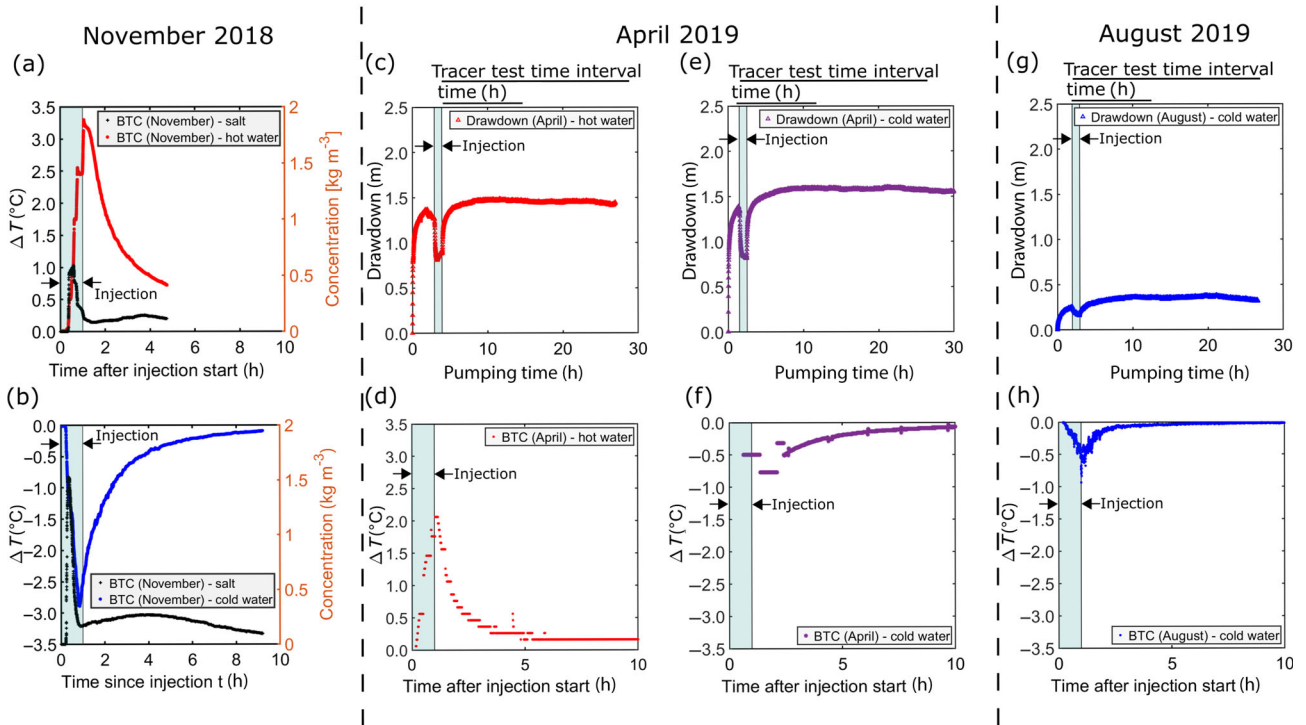 November 2018
April 2019
August 2019
(a)
3.5
3.0
2.5
2.0
1.5
1.0
0.5
0.0
Δ T(°C)
BTC (November) - salt
BTC (November) - hot water
Injection
2
1.5
1
0.5
0
Concentration [kg m-3]
0 2 4 6 8 10
Time after injection start (h)
(b)
0.0
−0.5
−1.0
−1.5
−2.0
−2.5
−3.0
−3.5
Δ T(°C)
Injection
BTC (November) - salt
BTC (November) - cold water
2
1.5
1
0.5
0
Concentration (kg m−3)
0 2 4 6 8 10
Time since injection t (h)
(c)
Tracer test time interval
time (h)
2.5
2.0
1.5
1.0
0.5
0.0
Drawdown (m)
Drawdown (April) - hot water
Injection
0 10 20 30
Pumping time (h)
(d)
3.5
3.0
2.5
2.0
1.5
1.0
0.5
0
Δ T(°C)
BTC (April) - hot water
Injection
0 5 10
Time after injection start (h)
(e)
Tracer test time interval
time (h)
2.5
2.0
1.5
1.0
0.5
0.0
Drawdown (m)
Drawdown (April) - cold water
Injection
0 10 20 30
Pumping time (h)
(f)
−0.0
−0.5
−1.0
−1.5
−2.0
−2.5
−3.0
−3.5
Δ T(°C)
Injection
BTC (April) - cold water
5 10
Time after injection start (h)
(g)
Tracer test time interval
time (h)
2.5
2.0
1.5
1.0
0.5
0.0
Drawdown (m)
Drawdown (August) - cold water
Injection
0 10 20 30
Pumping time (h)
(h)
−0.0
−0.5
−1.0
−1.5
−2.0
−2.5
−3.0
−3.5
Δ T(°C)
Injection
BTC (August) - cold water
0 5 10
Time after injection start (h)